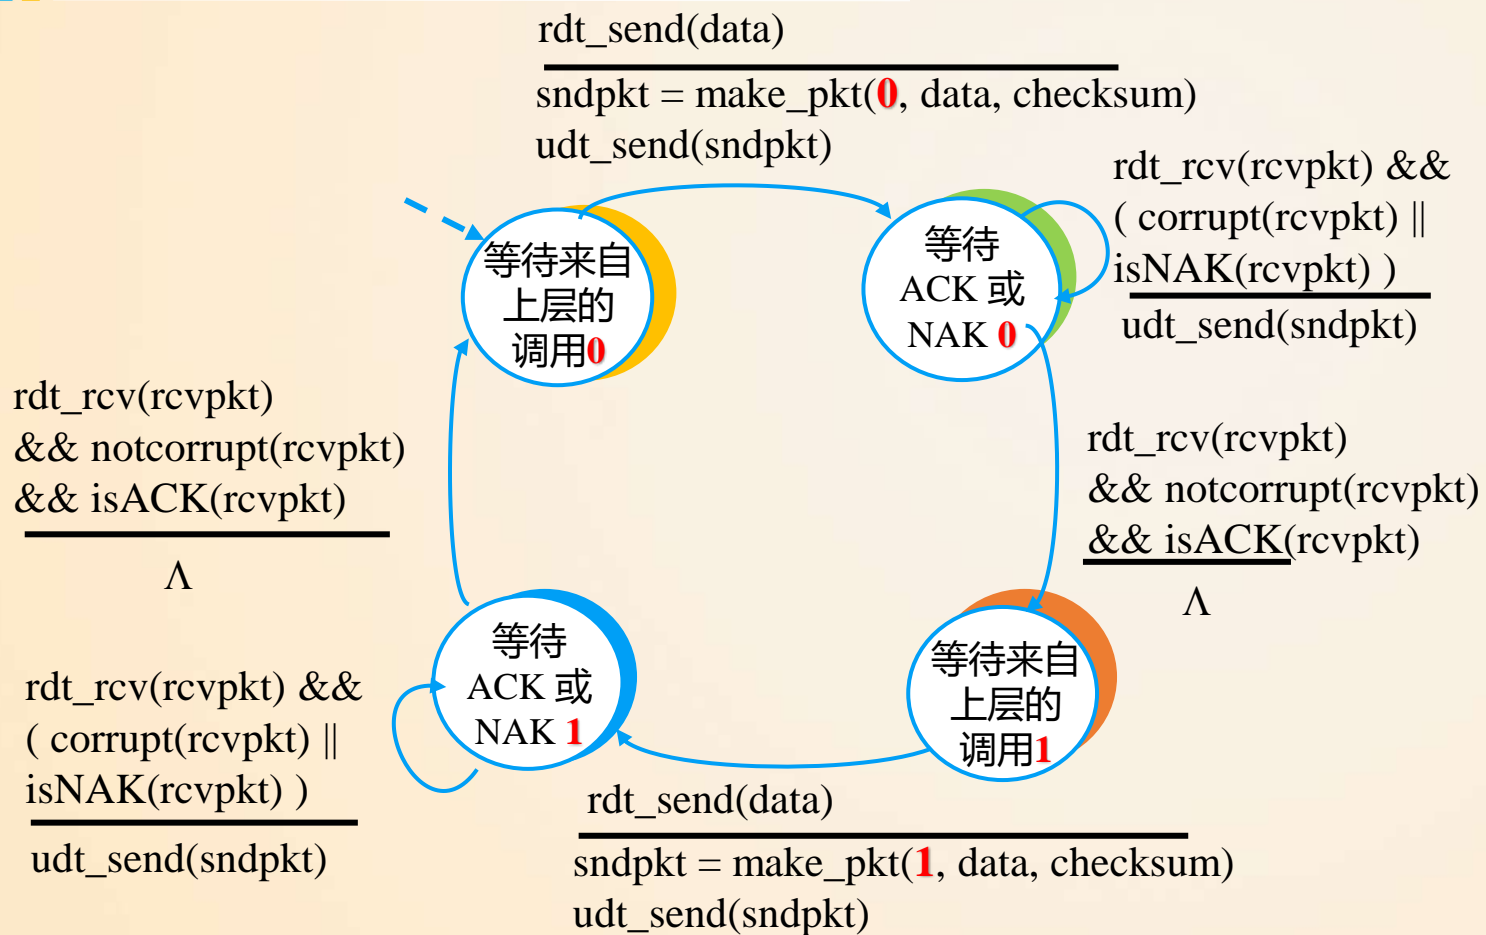 rdt_send(data)
sndpkt = make_pkt(0, data, checksum)
udt_send(sndpkt)
rdt_rcv(rcvpkt) &&
( corrupt(rcvpkt) ||
isNAK(rcvpkt) )
udt_send(sndpkt)
等待来自
上层的
调用0
等待
ACK 或
NAK 0
rdt_rcv(rcvpkt)
&& notcorrupt(rcvpkt)
&& isACK(rcvpkt)
Λ
rdt_rcv(rcvpkt)
&& notcorrupt(rcvpkt)
&& isACK(rcvpkt)
Λ
等待
ACK 或
NAK 1
等待来自
上层的
调用1
rdt_rcv(rcvpkt) &&
( corrupt(rcvpkt) ||
isNAK(rcvpkt) )
udt_send(sndpkt)
rdt_send(data)
sndpkt = make_pkt(1, data, checksum)
udt_send(sndpkt)